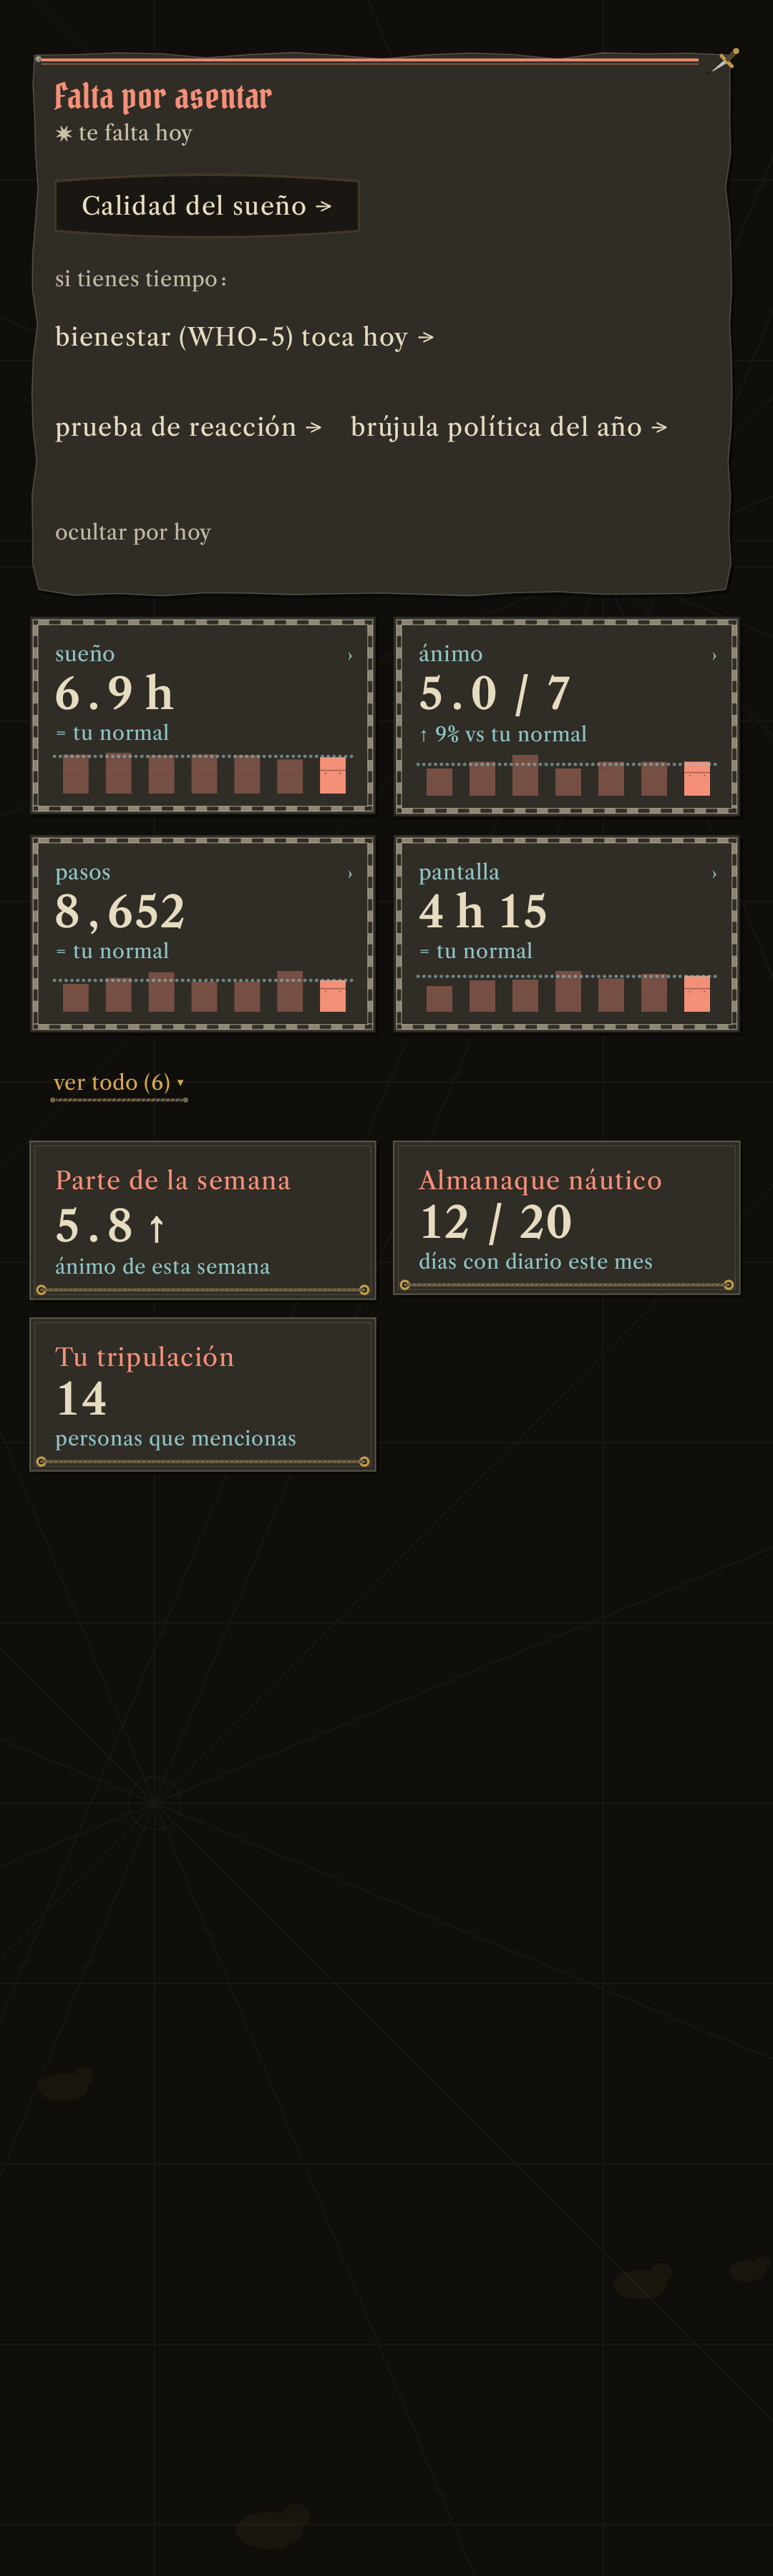 Falta por asentar
✷ te falta hoy
Calidad del sueño →
si tienes tiempo:
bienestar (WHO-5) toca hoy →
prueba de reacción → brújula política del año →
ocultar por hoy
sueño ›
6.9 h
= tu normal
ánimo ›
5.0 / 7
↑ 9% vs tu normal
pasos ›
8,652
= tu normal
pantalla ›
4 h 15
= tu normal
ver todo (6) ▾
Parte de la semana
5.8 ↑
ánimo de esta semana
Almanaque náutico
12 / 20
días con diario este mes
Tu tripulación
14
personas que mencionas